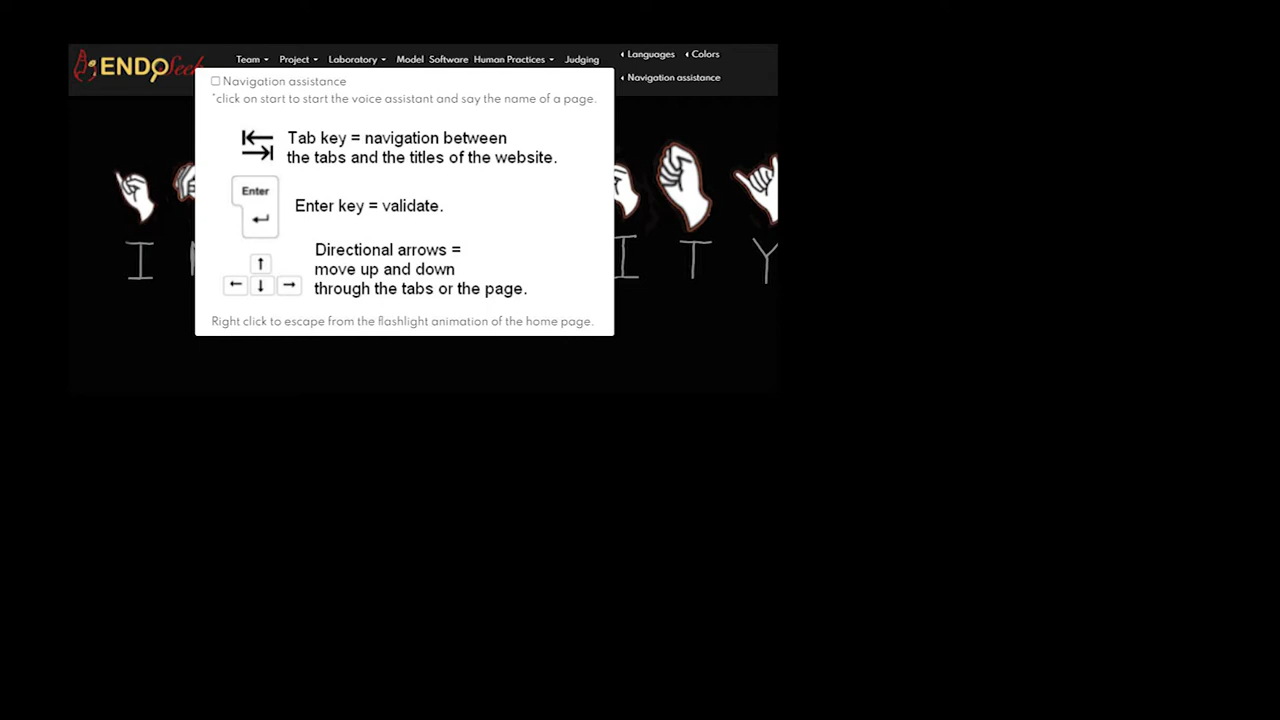 ENDOSeek
Team Project Laboratory Model Software Human Practices Judging
Languages Colors
Navigation assistance
Navigation assistance
*click on start to start the voice assistant and say the name of a page.
Tab key = navigation between
the tabs and the titles of the website.
Enter
Enter key = validate.
Directional arrows =
move up and down
through the tabs or the page.
Right click to escape from the flashlight animation of the home page.
I
I T Y